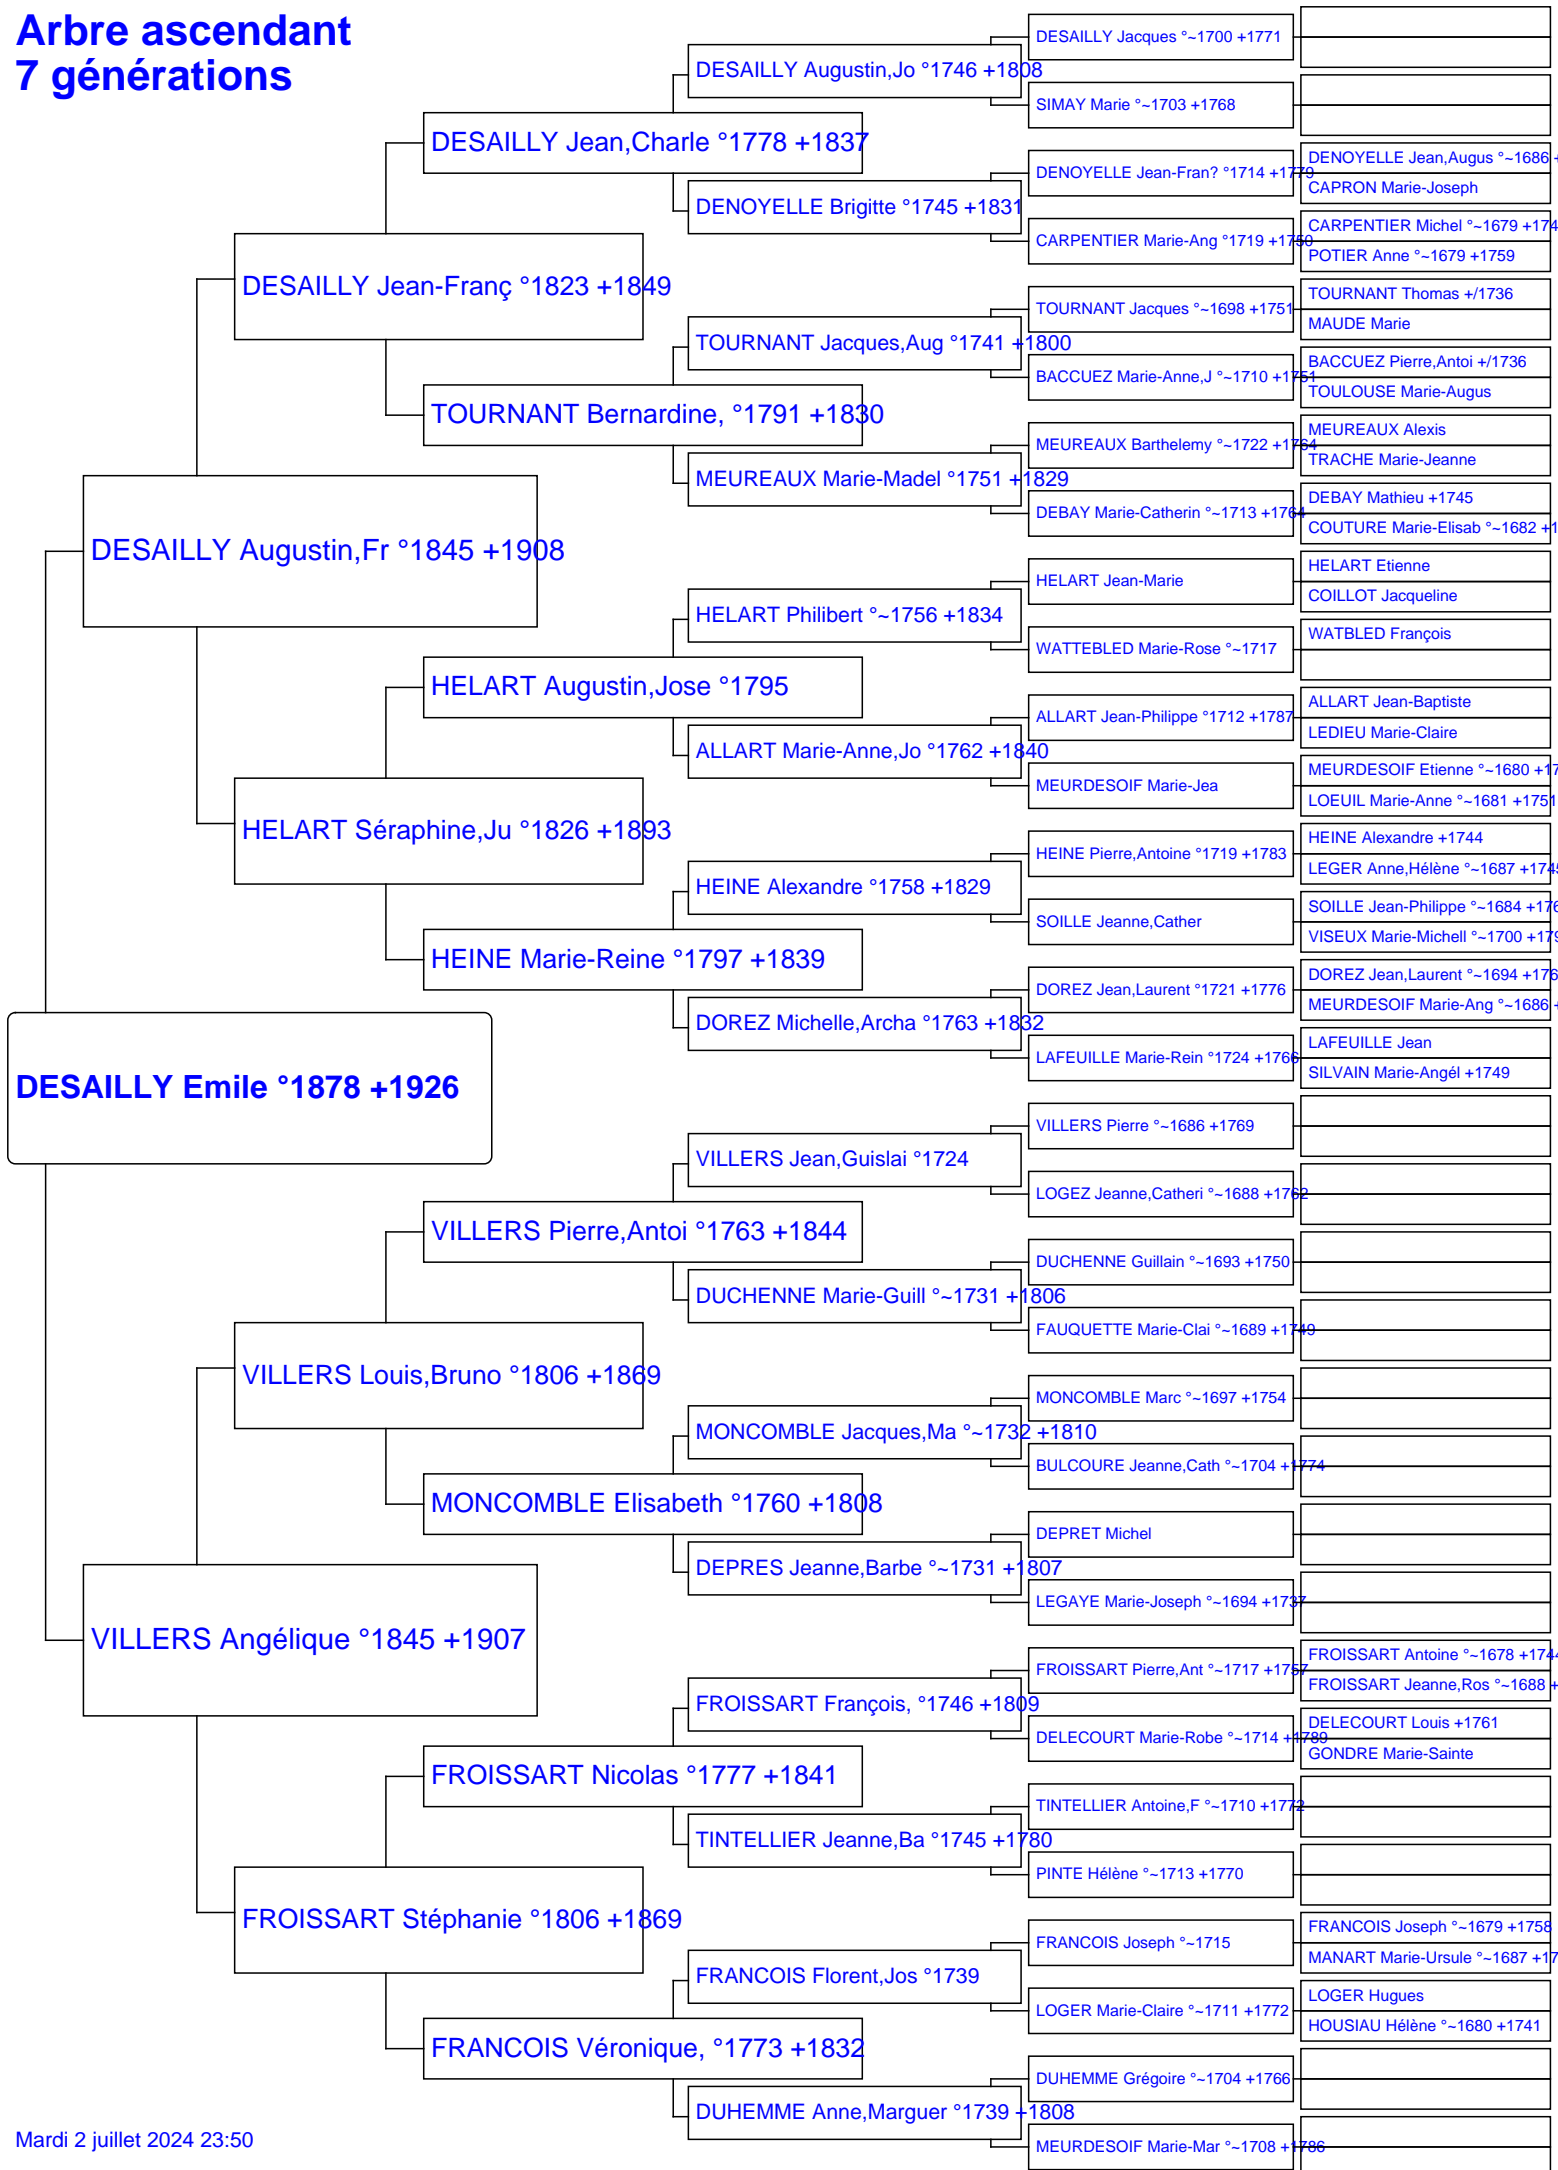 Arbre ascendant
7 générations
DESAILLY Emile °1878 +1926
DESAILLY Augustin,Fr °1845 +1908
VILLERS Angélique °1845 +1907
DESAILLY Jean-Franç °1823 +1849
HELART Séraphine,Ju °1826 +1893
VILLERS Louis,Bruno °1806 +1869
FROISSART Stéphanie °1806 +1869
DESAILLY Jean,Charle °1778 +1837
TOURNANT Bernardine, °1791 +1830
HELART Augustin,Jose °1795
HEINE Marie-Reine °1797 +1839
VILLERS Pierre,Antoi °1763 +1844
MONCOMBLE Elisabeth °1760 +1808
FROISSART Nicolas °1777 +1841
FRANCOIS Véronique, °1773 +1832
DESAILLY Augustin,Jo °1746 +1808
DENOYELLE Brigitte °1745 +1831
TOURNANT Jacques,Aug °1741 +1800
MEUREAUX Marie-Madel °1751 +1829
HELART Philibert °~1756 +1834
ALLART Marie-Anne,Jo °1762 +1840
HEINE Alexandre °1758 +1829
DOREZ Michelle,Archa °1763 +1832
VILLERS Jean,Guislai °1724
DUCHENNE Marie-Guill °~1731 +1806
MONCOMBLE Jacques,Ma °~1732 +1810
DEPRES Jeanne,Barbe °~1731 +1807
FROISSART François, °1746 +1809
TINTELLIER Jeanne,Ba °1745 +1780
FRANCOIS Florent,Jos °1739
DUHEMME Anne,Marguer °1739 +1808
DESAILLY Jacques °~1700 +1771
SIMAY Marie °~1703 +1768
DENOYELLE Jean-Fran? °1714 +1779
CARPENTIER Marie-Ang °1719 +1750
TOURNANT Jacques °~1698 +1751
BACCUEZ Marie-Anne,J °~1710 +1751
MEUREAUX Barthelemy °~1722 +1764
DEBAY Marie-Catherin °~1713 +1764
HELART Jean-Marie
WATTEBLED Marie-Rose °~1717
ALLART Jean-Philippe °1712 +1787
MEURDESOIF Marie-Jea
HEINE Pierre,Antoine °1719 +1783
SOILLE Jeanne,Cather
DOREZ Jean,Laurent °1721 +1776
LAFEUILLE Marie-Rein °1724 +1766
VILLERS Pierre °~1686 +1769
LOGEZ Jeanne,Catheri °~1688 +1762
DUCHENNE Guillain °~1693 +1750
FAUQUETTE Marie-Clai °~1689 +1749
MONCOMBLE Marc °~1697 +1754
BULCOURE Jeanne,Cath °~1704 +1774
DEPRET Michel
LEGAYE Marie-Joseph °~1694 +1737
FROISSART Pierre,Ant °~1717 +1757
DELECOURT Marie-Robe °~1714 +1789
TINTELLIER Antoine,F °~1710 +1772
PINTE Hélène °~1713 +1770
FRANCOIS Joseph °~1715
LOGER Marie-Claire °~1711 +1772
DUHEMME Grégoire °~1704 +1766
MEURDESOIF Marie-Mar °~1708 +1786
DENOYELLE Jean,Augus °~1686 +
CAPRON Marie-Joseph
CARPENTIER Michel °~1679 +174
POTIER Anne °~1679 +1759
TOURNANT Thomas +/1736
MAUDE Marie
BACCUEZ Pierre,Antoi +/1736
TOULOUSE Marie-Augus
MEUREAUX Alexis
TRACHE Marie-Jeanne
DEBAY Mathieu +1745
COUTURE Marie-Elisab °~1682 +1
HELART Etienne
COILLOT Jacqueline
WATBLED François
ALLART Jean-Baptiste
LEDIEU Marie-Claire
MEURDESOIF Etienne °~1680 +17
LOEUIL Marie-Anne °~1681 +1751
HEINE Alexandre +1744
LEGER Anne,Hélène °~1687 +1745
SOILLE Jean-Philippe °~1684 +176
VISEUX Marie-Michell °~1700 +179
DOREZ Jean,Laurent °~1694 +176
MEURDESOIF Marie-Ang °~1686 +
LAFEUILLE Jean
SILVAIN Marie-Angél +1749
FROISSART Antoine °~1678 +1744
FROISSART Jeanne,Ros °~1688 +
DELECOURT Louis +1761
GONDRE Marie-Sainte
FRANCOIS Joseph °~1679 +1758
MANART Marie-Ursule °~1687 +17
LOGER Hugues
HOUSIAU Hélène °~1680 +1741
Mardi 2 juillet 2024 23:50